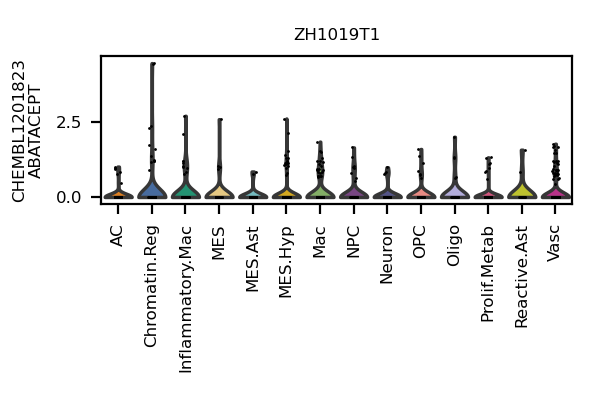 ZH1019T1
CHEMBL1201823
ABATACEPT
2.5
0.0
AC
Chromatin.Reg
Inflammatory.Mac
MES
MES.Ast
MES.Hyp
Mac
NPC
Neuron
OPC
Oligo
Prolif.Metab
Reactive.Ast
Vasc